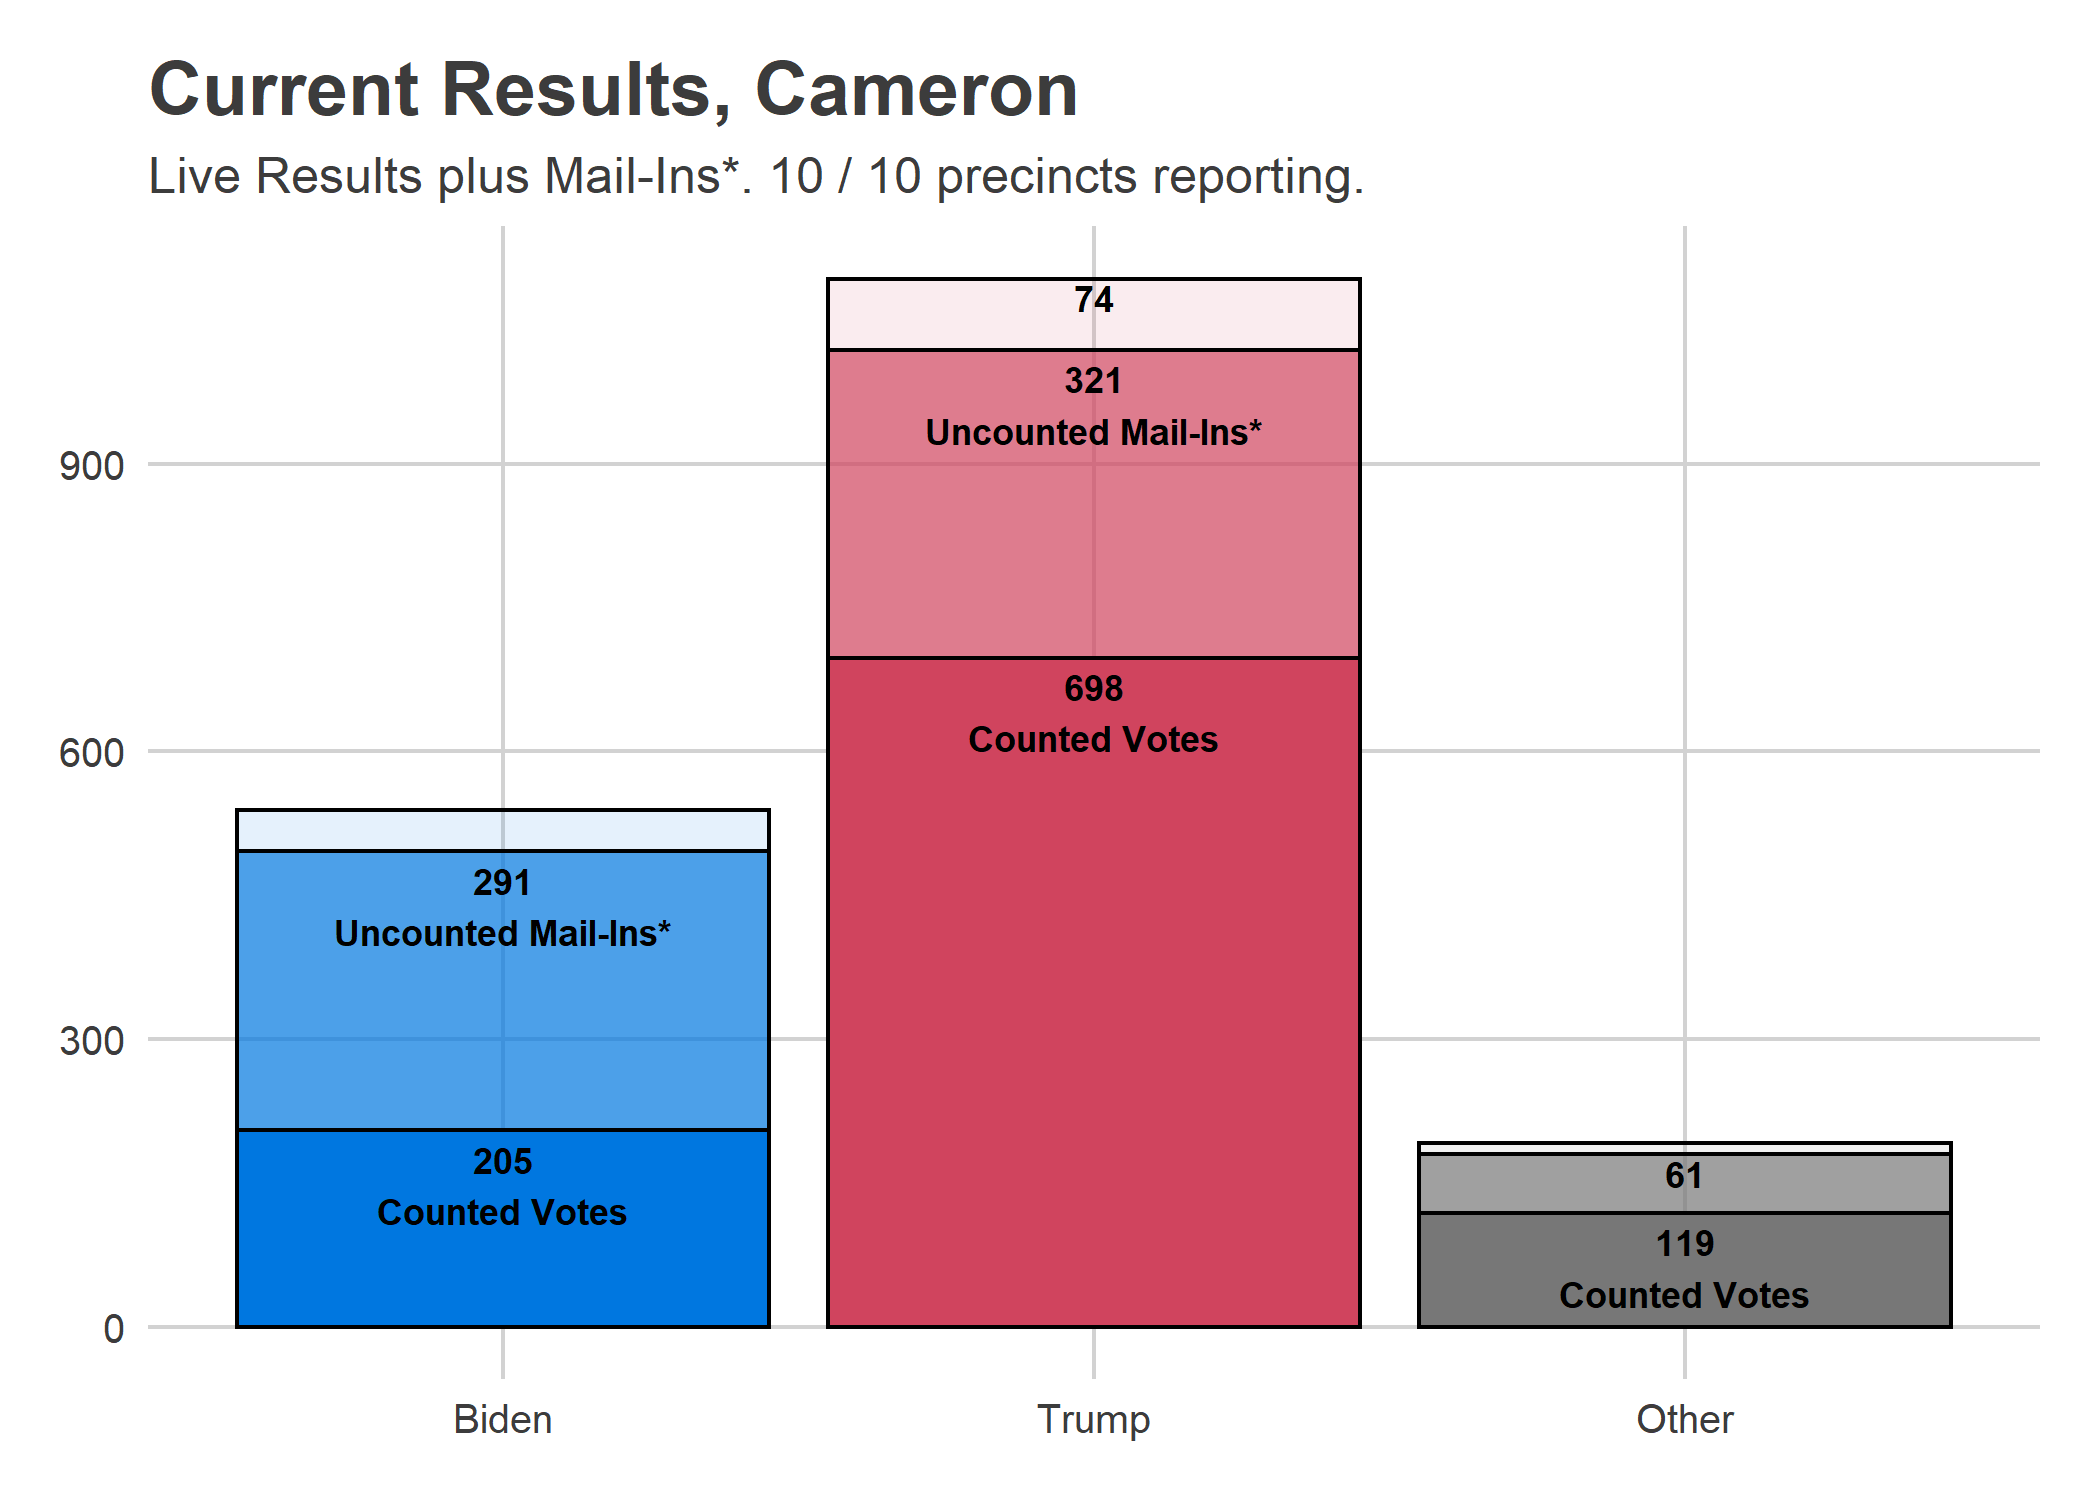 Current Results, Cameron
Live Results plus Mail-Ins*. 10 / 10 precincts reporting.
74
321
Uncounted Mail-Ins*
900
698
Counted Votes
600
291
Uncounted Mail-Ins*
300
205
Counted Votes
61
119
Counted Votes
0
Biden
Trump
Other